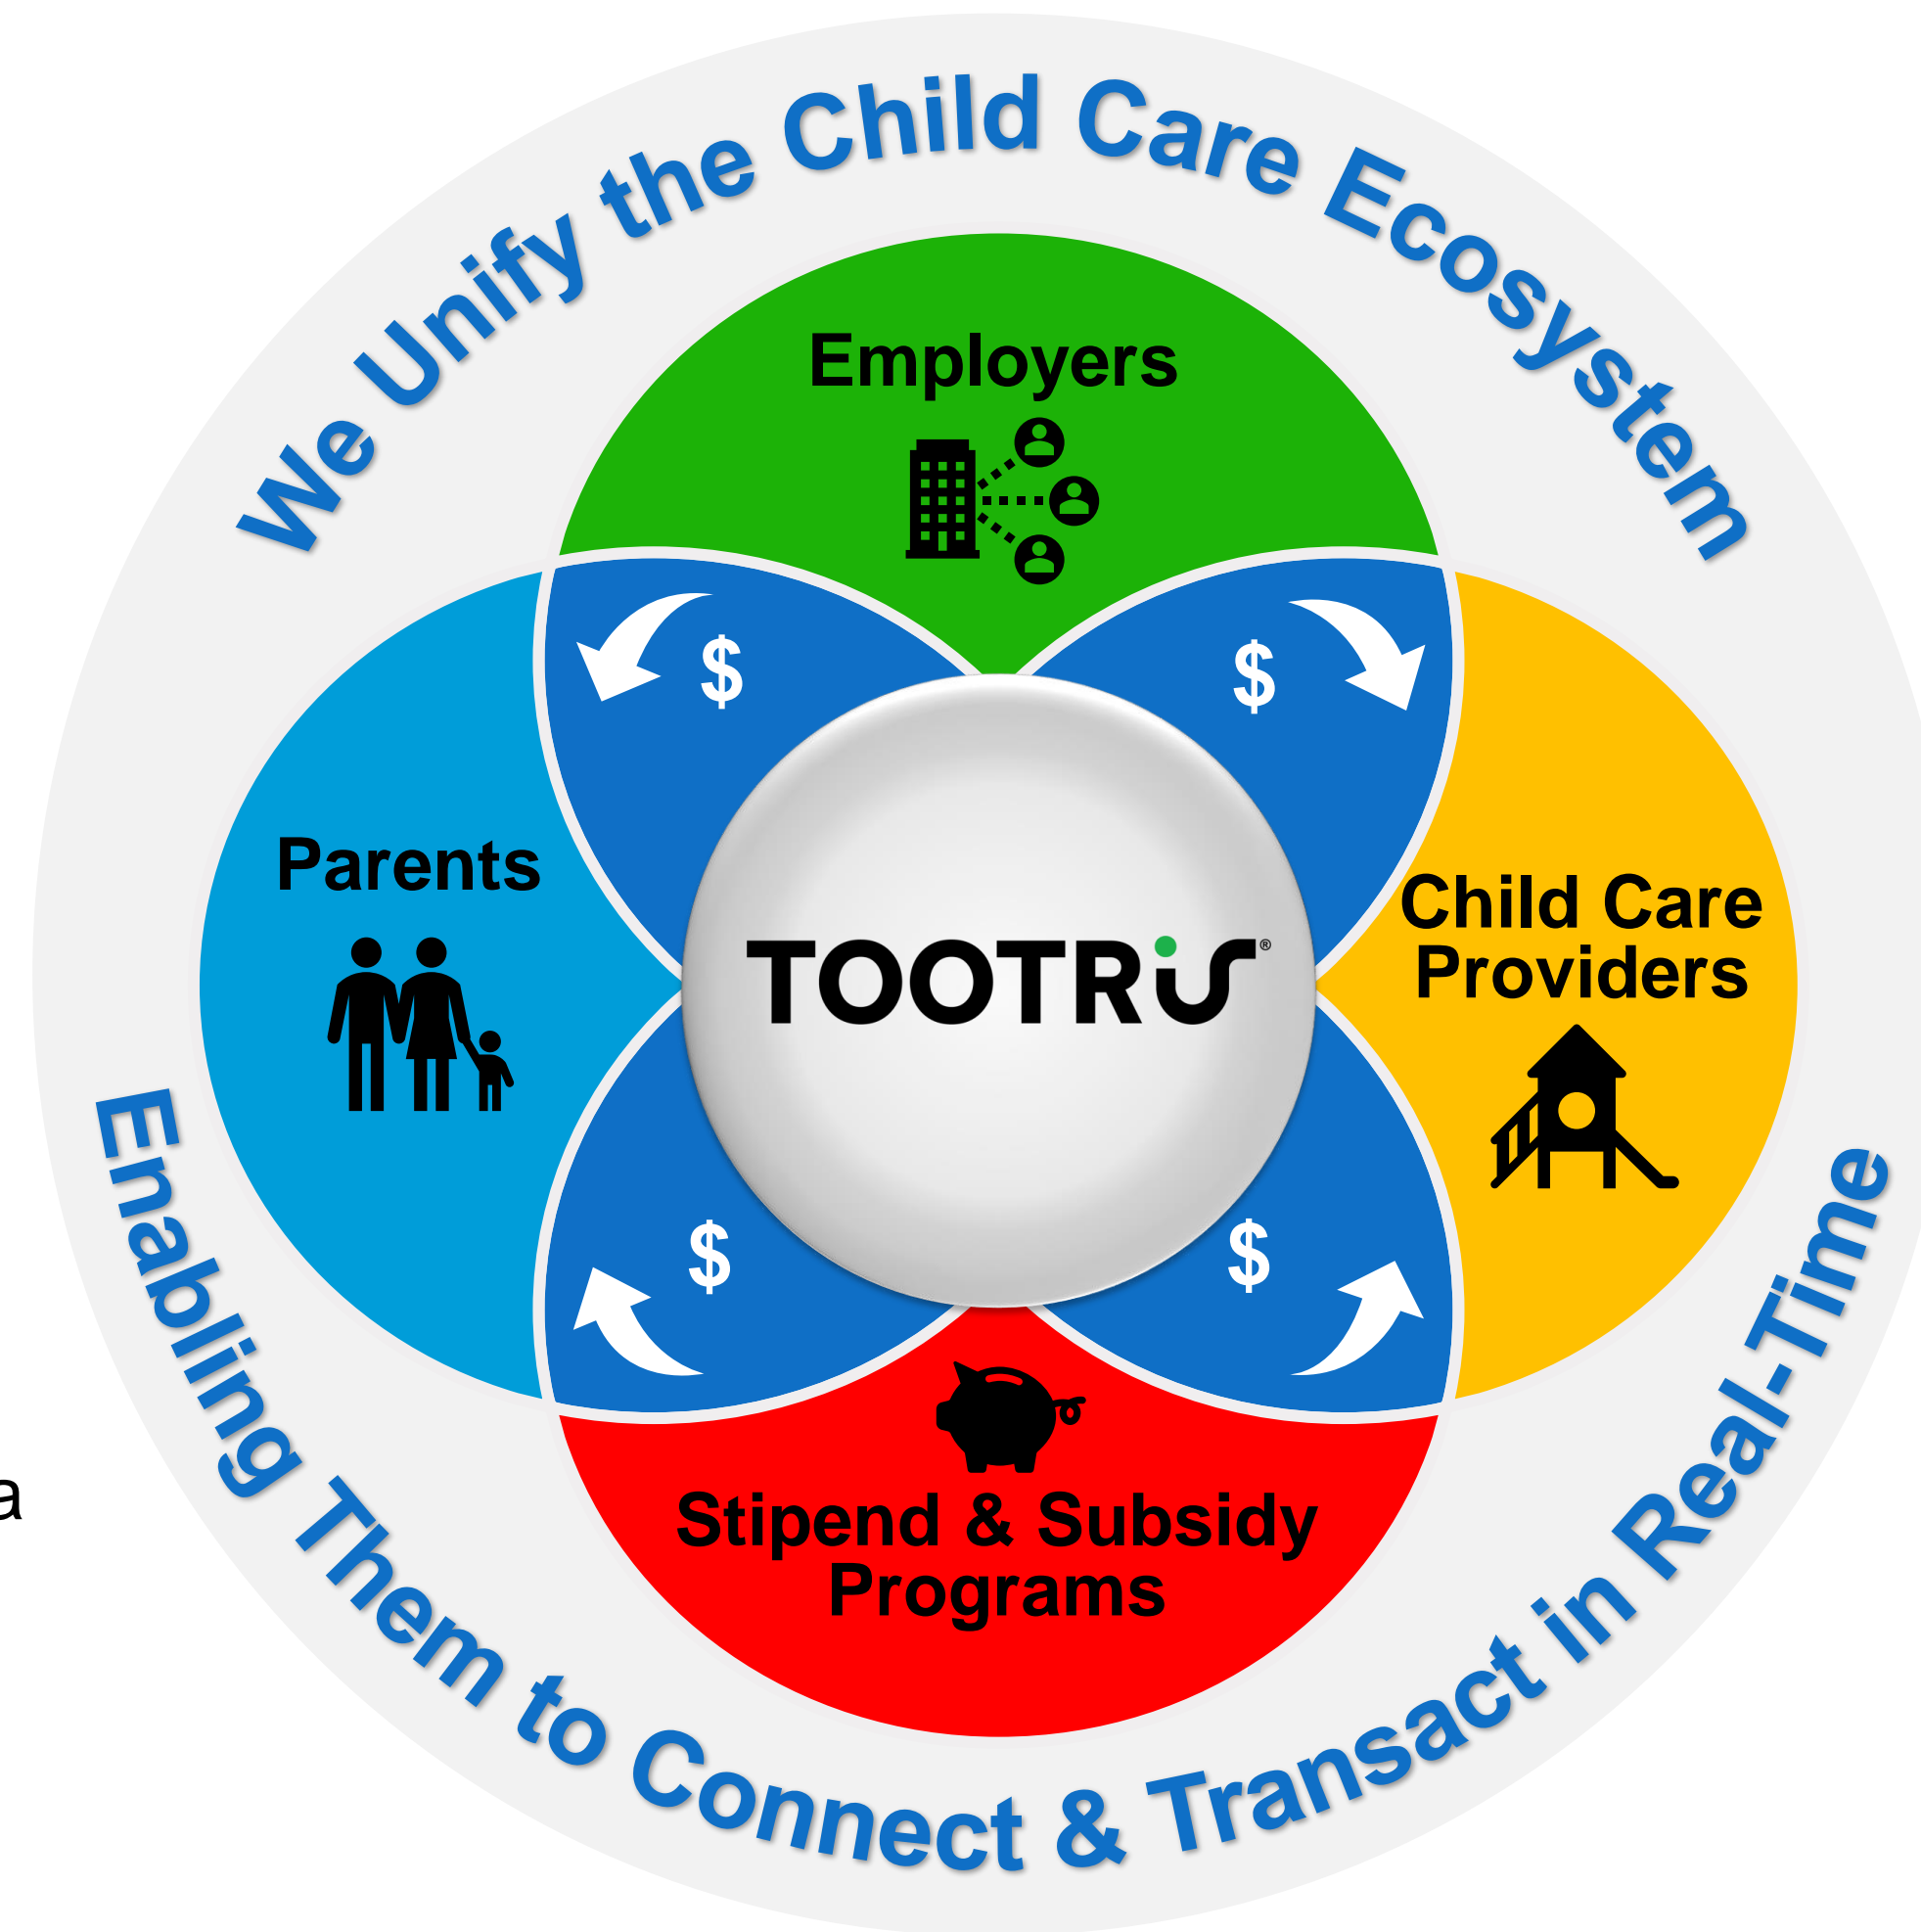 We Unify the Child Care Ecosystem
Employers
$ $
Parents
Child Care
Providers
TOOTRiS®
$ $
a
Stipend & Subsidy
Programs
Enabling Them to Connect & Transact in Real-Time